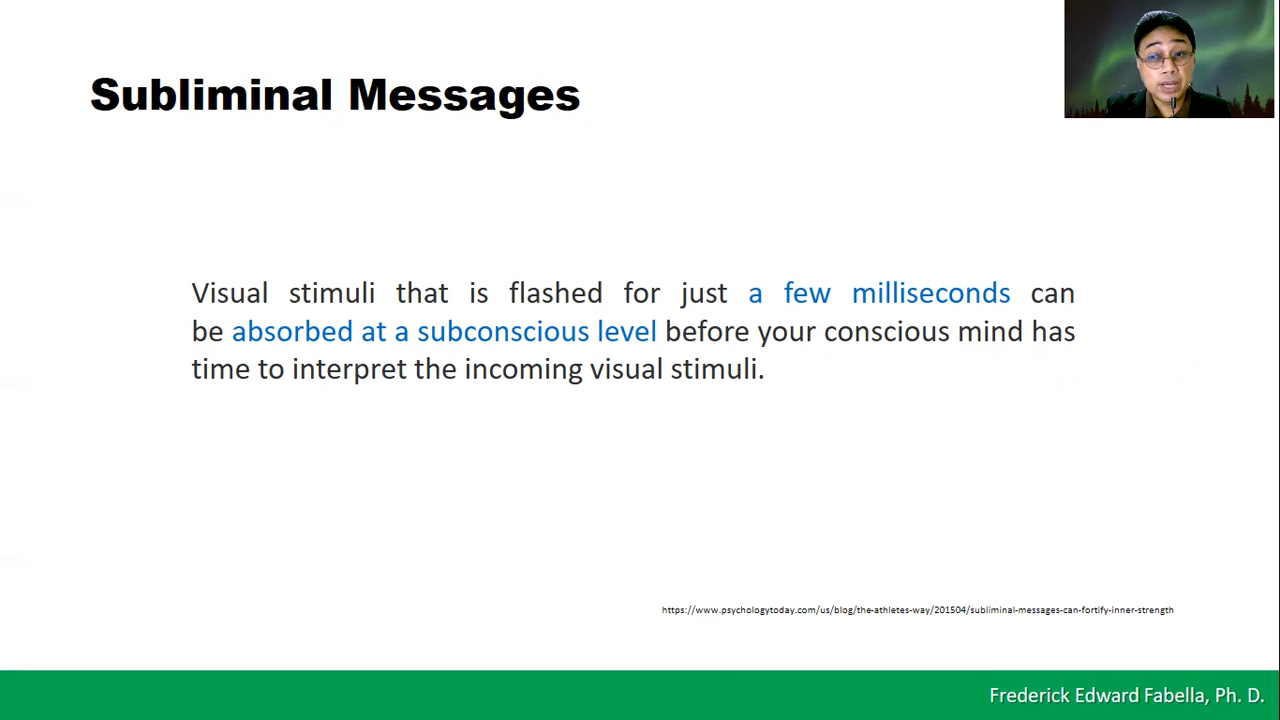 Subliminal Messages
Visual stimuli that is flashed for just a few milliseconds can
be absorbed at a subconscious level before your conscious mind has
time to interpret the incoming visual stimuli.
https://www.psychologytoday.com/us/blog/the-athletes-way/201504/subliminal-messages-can-fortify-inner-strength
Frederick Edward Fabella, Ph. D.